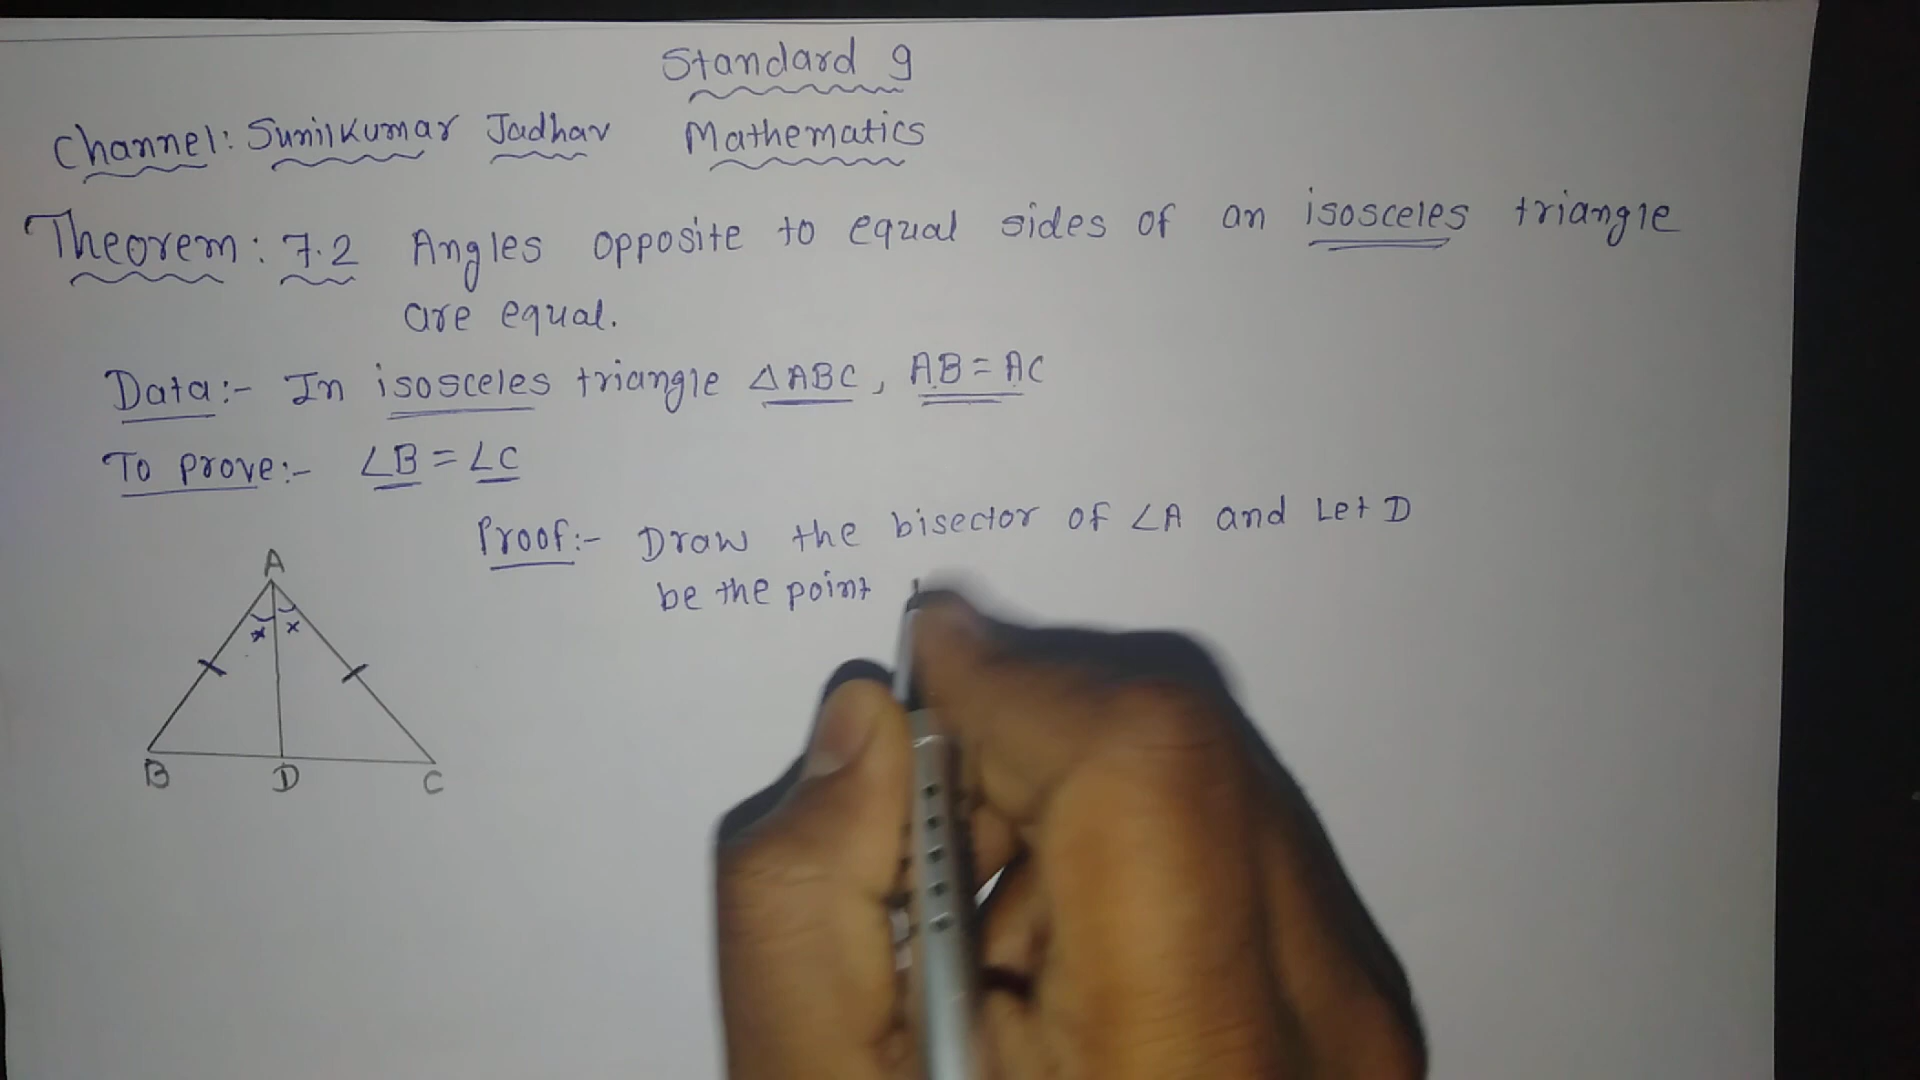 Standard 9
Channel: Sunilkumar Jadhav Mathematics
Theorem: 7.2 Angles opposite to equal sides of an isosceles triangle
are equal.
Data:- In isosceles triangle △ABC, AB = AC
To prove:- ∠B = ∠C
Proof:- Draw the bisector of ∠A and Let D
be the point
A
x x
B D C